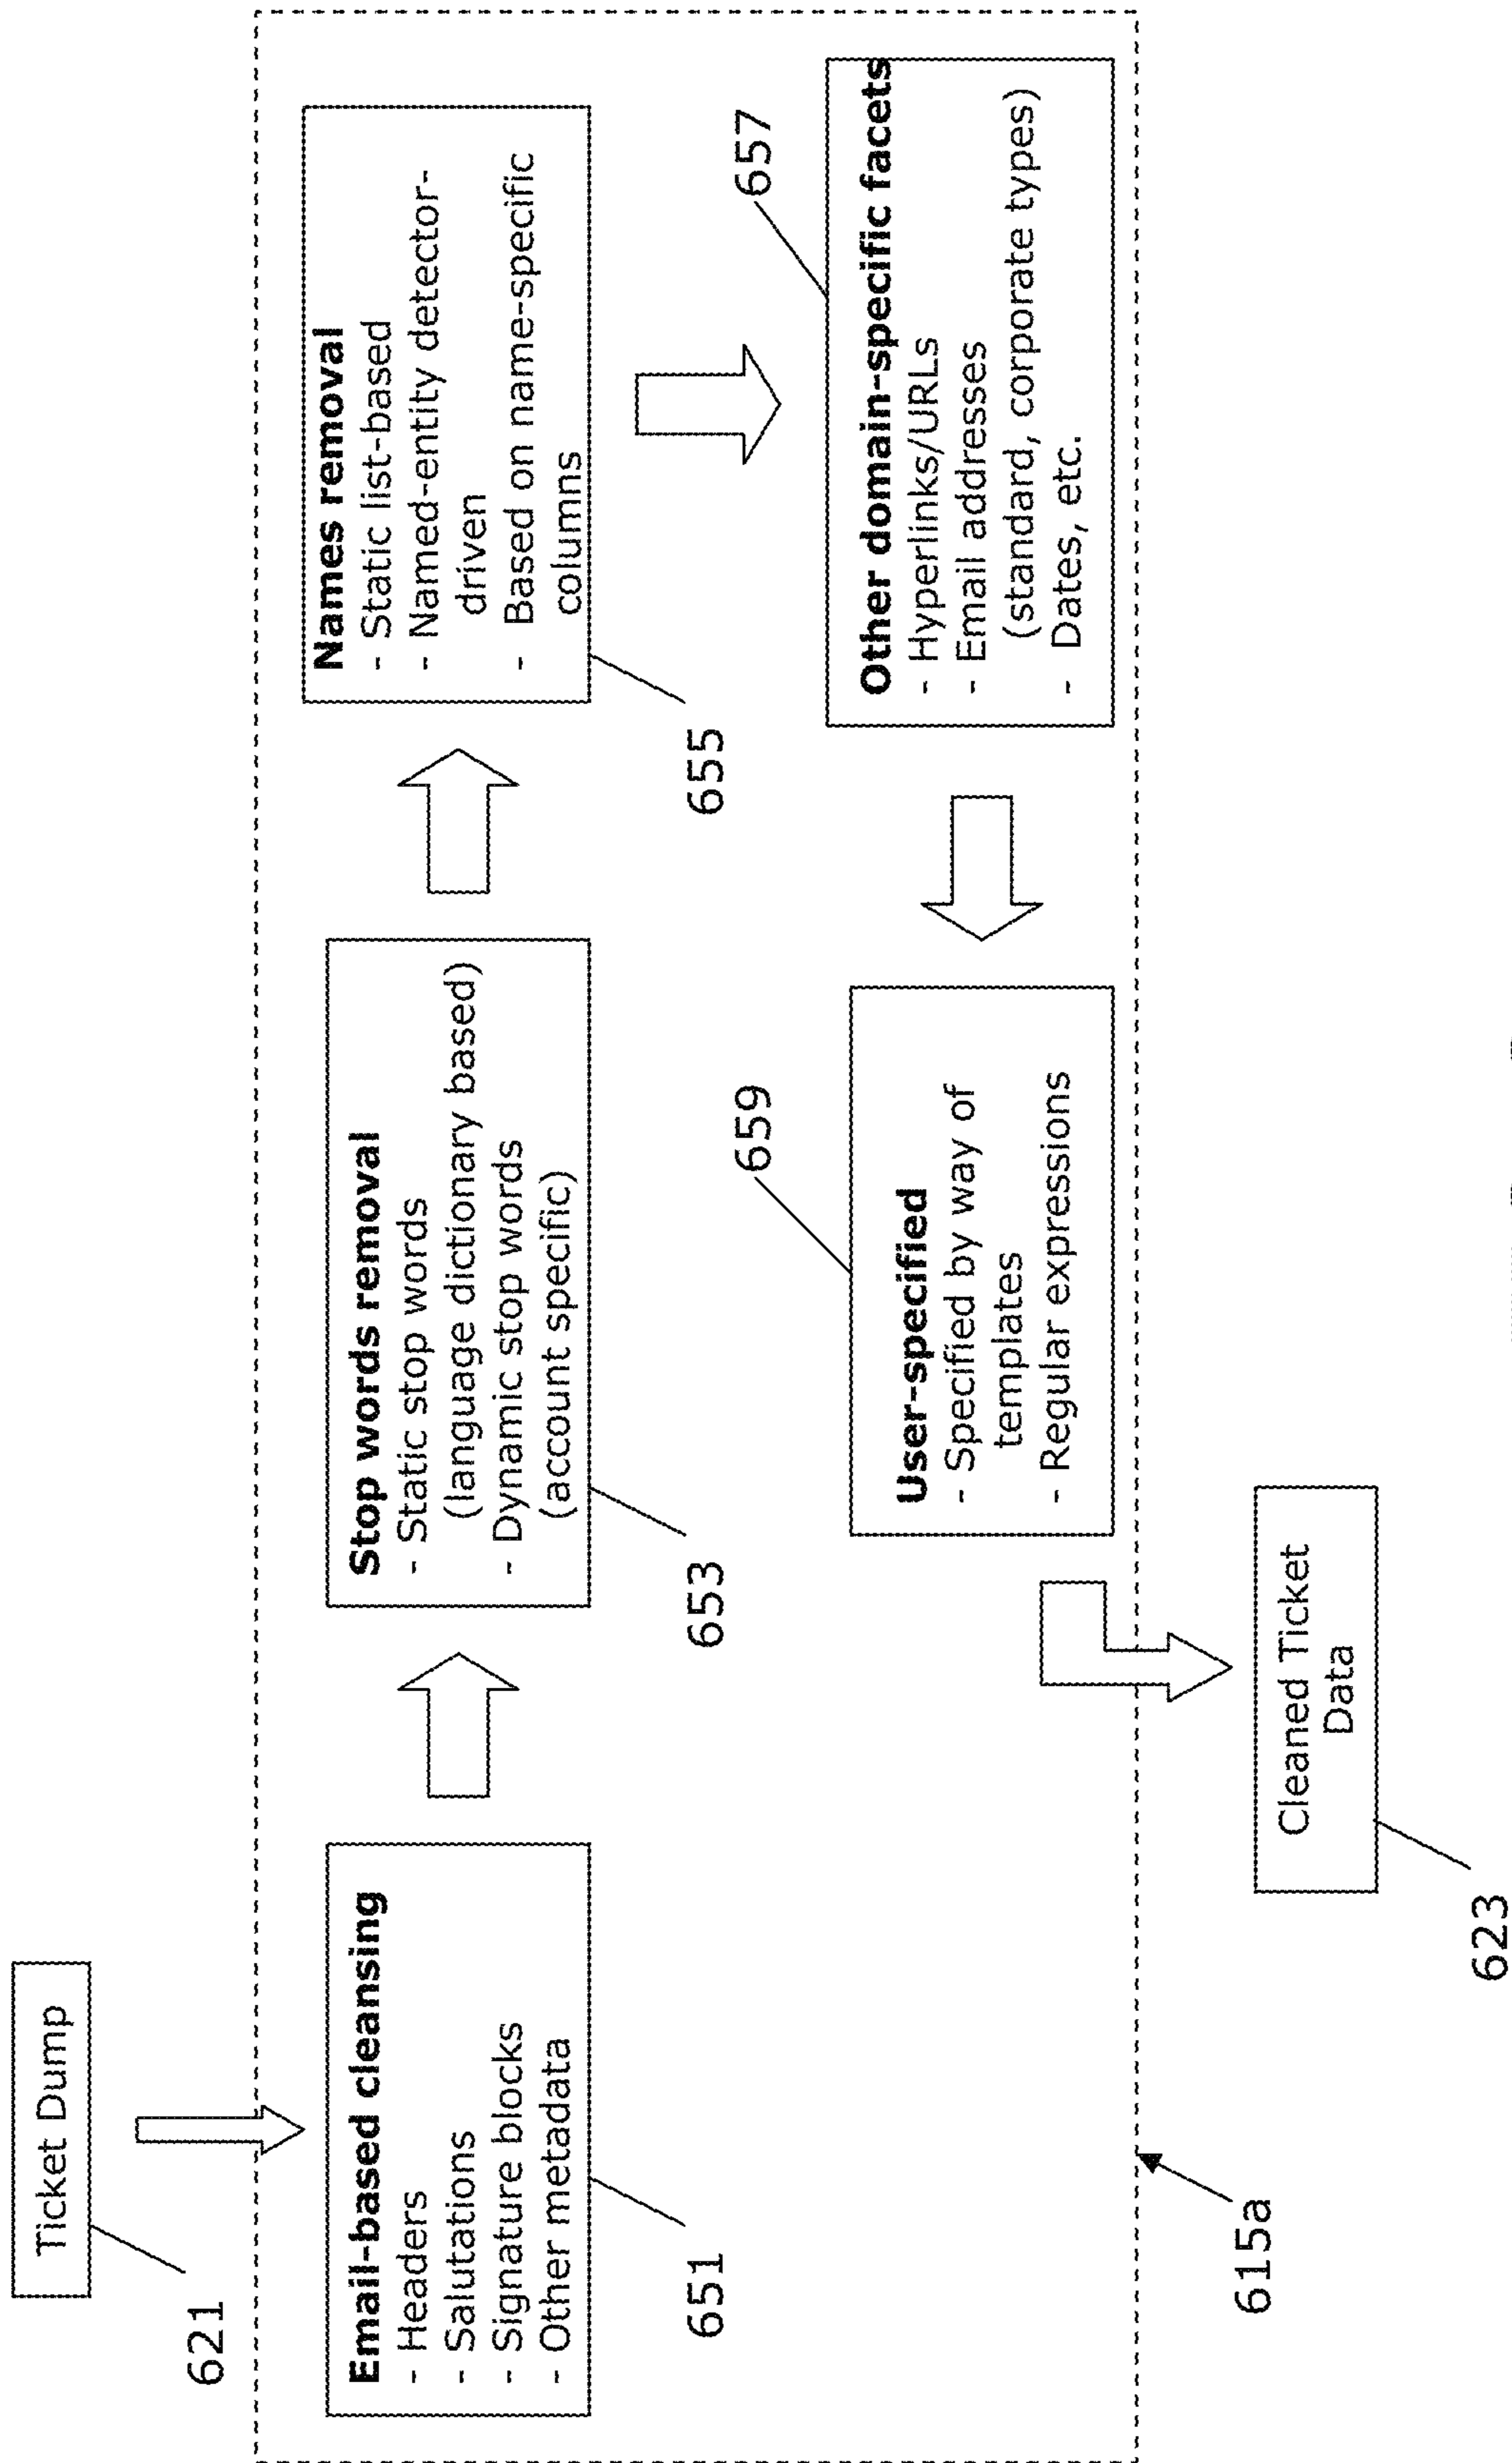 Ticket Dump
621
Email-based cleansing
- Headers
- Salutations
- Signature blocks
- Other metadata
651
Stop words removal
- Static stop words
(language dictionary based)
- Dynamic stop words
(account specific)
653
Names removal
- Static list-based
- Named-entity detector-
driven
- Based on name-specific
columns
655
Other domain-specific facets
- Hyperlinks/URLs
- Email addresses
(standard, corporate types)
- Dates, etc.
657
User-specified
- Specified by way of
templates
- Regular expressions
659
615a
Cleaned Ticket
Data
623